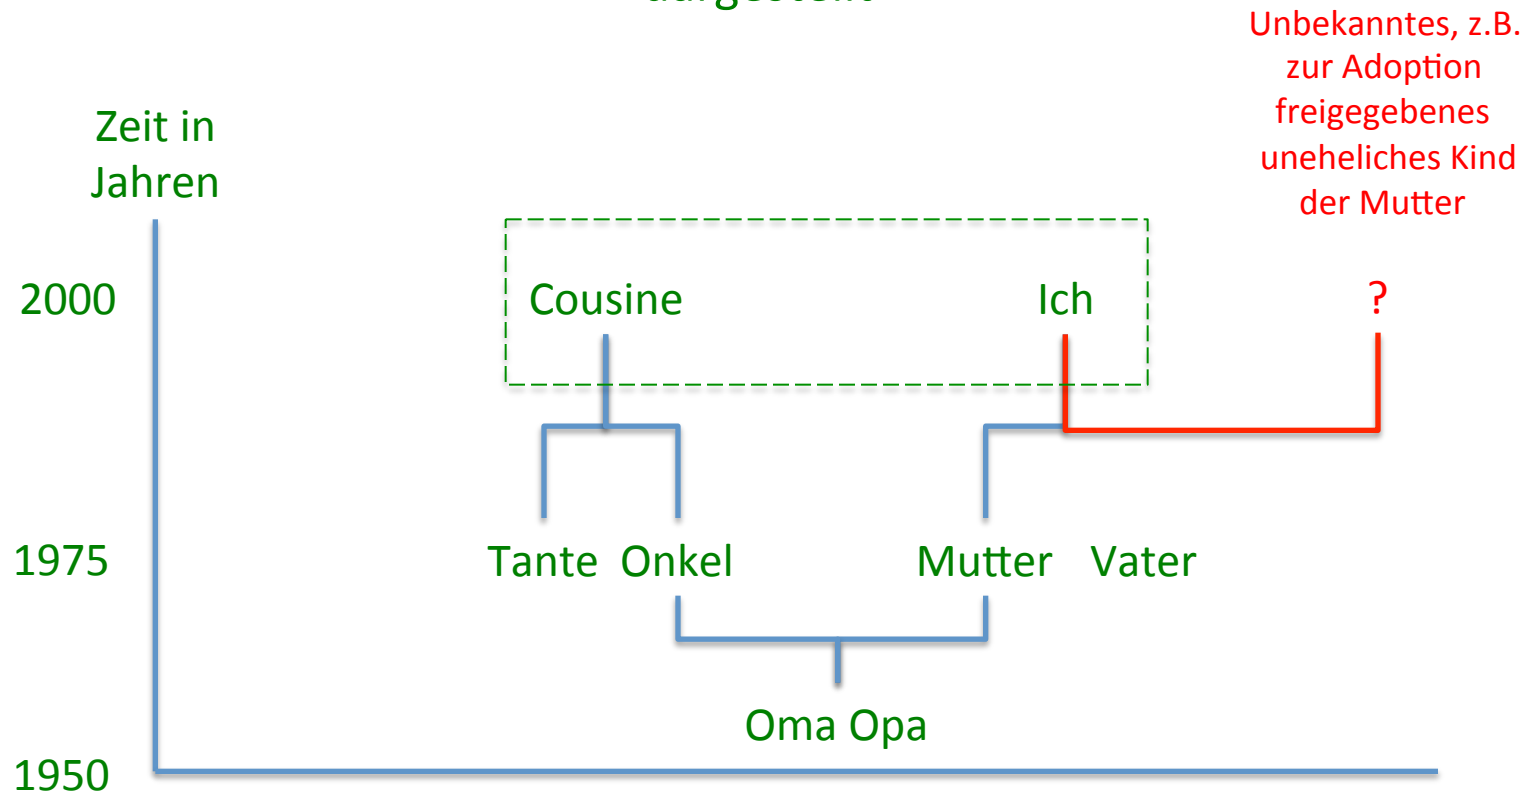 Unbekanntes, z.B.
zur Adoption
freigegebenes
uneheliches Kind
der Mutter
Zeit in
Jahren
2000
Cousine
Ich
?
1975
Tante Onkel
Mutter Vater
Oma Opa
1950